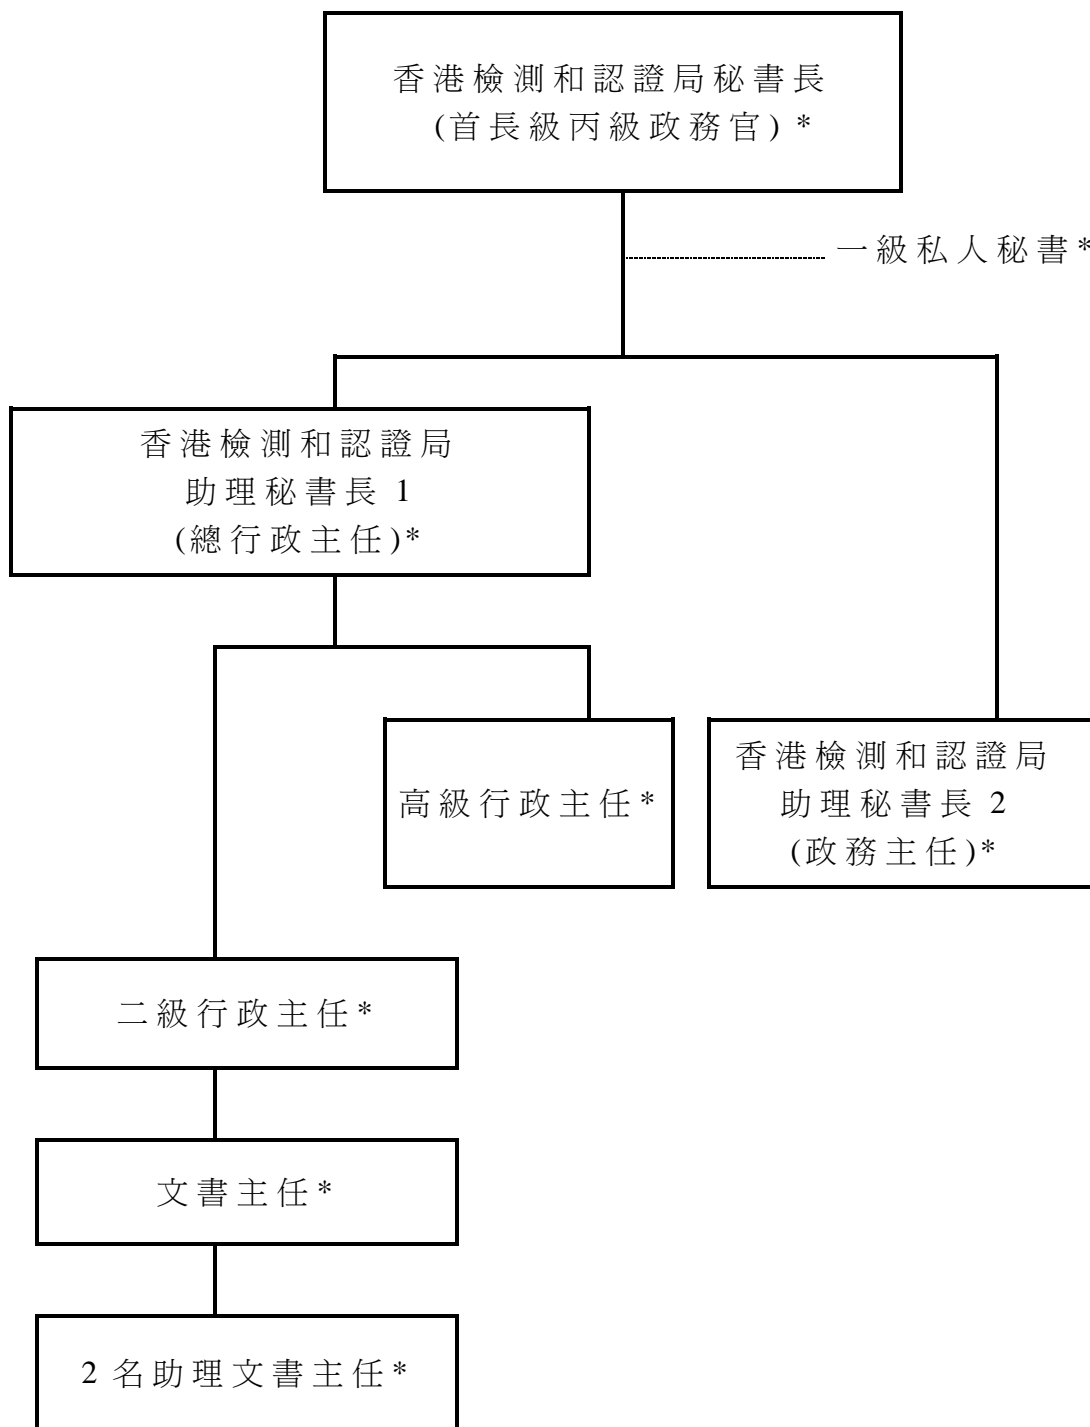 香港檢測和認證局秘書長
(首長級丙級政務官) *
一級私人秘書*
香港檢測和認證局
助理秘書長 1
(總行政主任)*
高級行政主任*
香港檢測和認證局
助理秘書長 2
(政務主任)*
二級行政主任*
文書主任*
2 名助理文書主任*